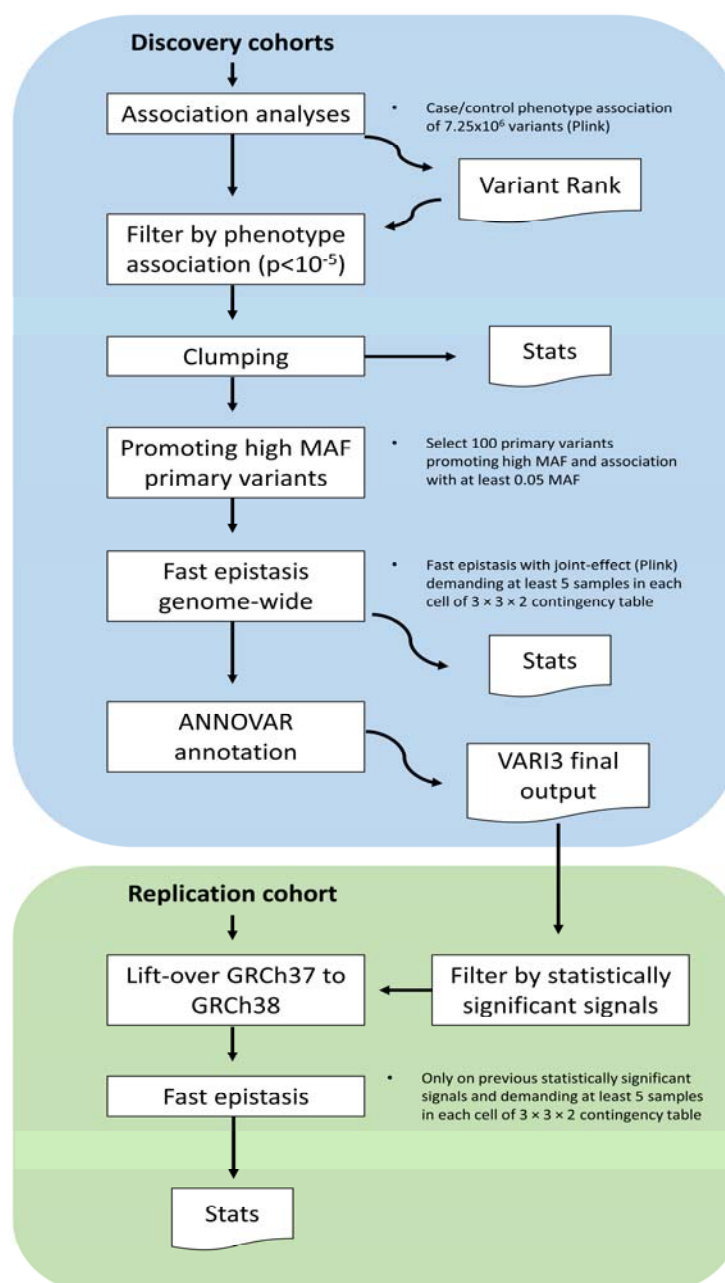 Discovery cohorts
Association analyses
• Case/control phenotype association
of 7.25x10⁶ variants (Plink)
Variant Rank
Filter by phenotype
association (p<10⁻⁵)
Clumping
Stats
Promoting high MAF
primary variants
• Select 100 primary variants
promoting high MAF and association
with at least 0.05 MAF
Fast epistasis
genome-wide
• Fast epistasis with joint-effect (Plink)
demanding at least 5 samples in each
cell of 3 × 3 × 2 contingency table
Stats
ANNOVAR
annotation
VARI3 final
output
Replication cohort
Lift-over GRCh37 to
GRCh38
Filter by statistically
significant signals
Fast epistasis
• Only on previous statistically significant
signals and demanding at least 5 samples
in each cell of 3 × 3 × 2 contingency table
Stats